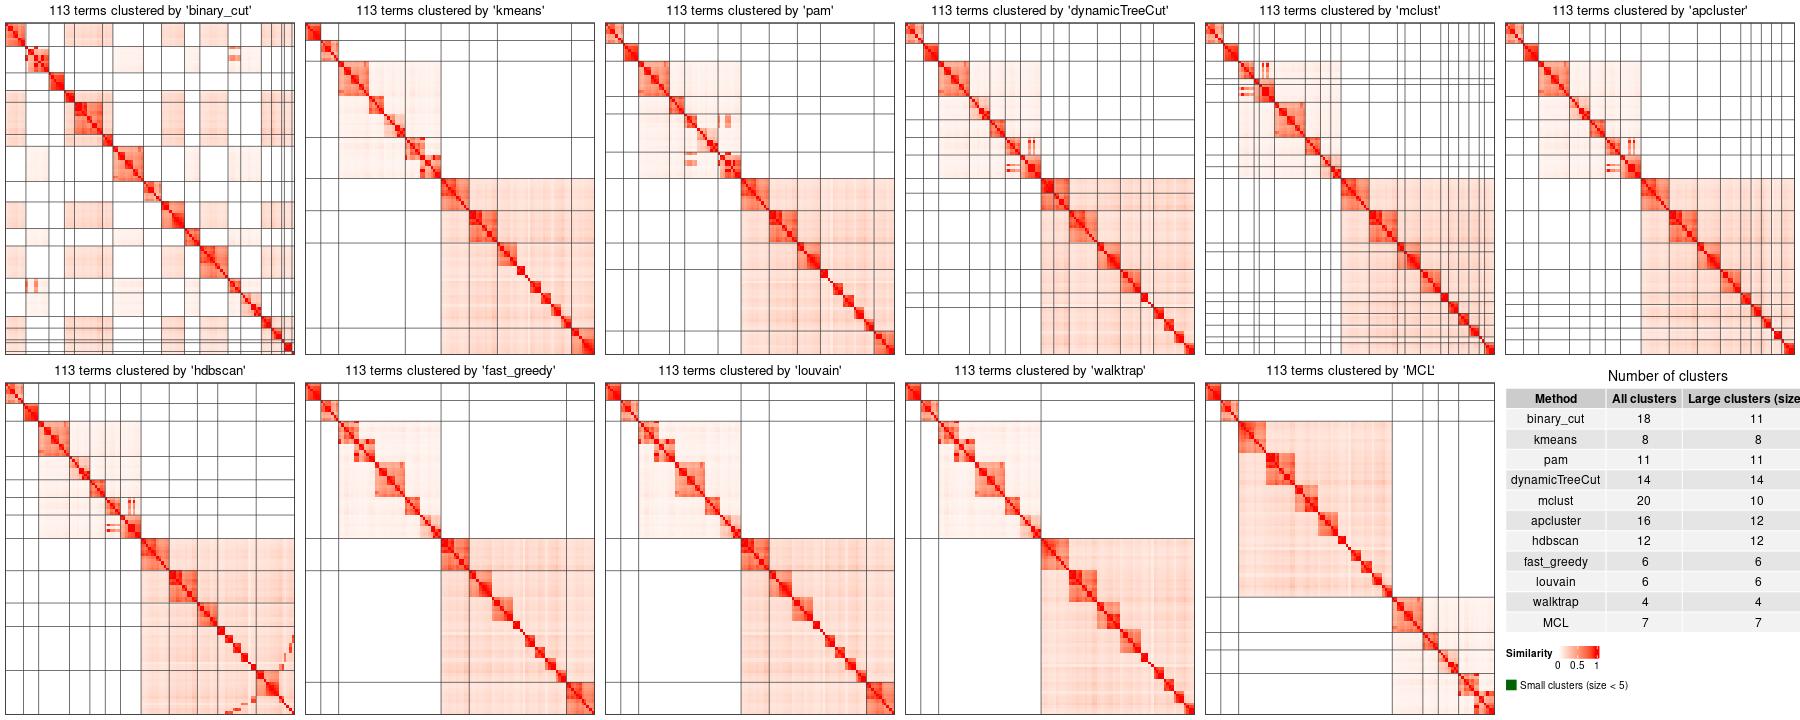 113 terms clustered by 'binary_cut'
113 terms clustered by 'kmeans'
113 terms clustered by 'pam'
113 terms clustered by 'dynamicTreeCut'
113 terms clustered by 'mclust'
113 terms clustered by 'apcluster'
113 terms clustered by 'hdbscan'
113 terms clustered by 'fast_greedy'
113 terms clustered by 'louvain'
113 terms clustered by 'walktrap'
113 terms clustered by 'MCL'
Number of clusters
Method All clusters Large clusters (size
binary_cut 18 11
kmeans 8 8
pam 11 11
dynamicTreeCut 14 14
mclust 20 10
apcluster 16 12
hdbscan 12 12
fast_greedy 6 6
louvain 6 6
walktrap 4 4
MCL 7 7
Similarity
0 0.5 1
Small clusters (size < 5)